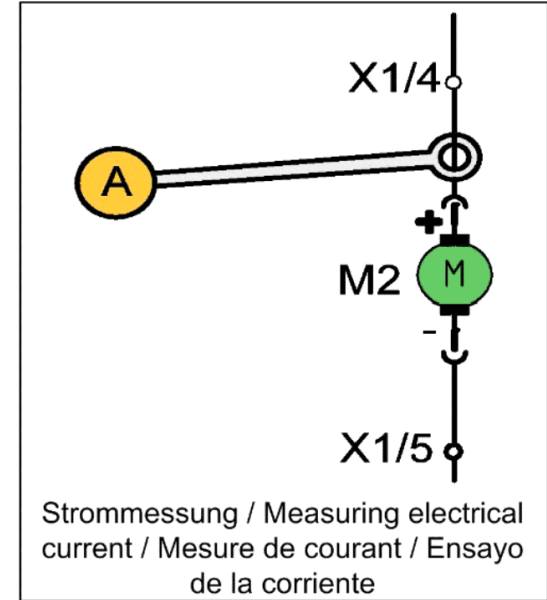 X1/4
A
+
M2
M
-
X1/5
Strommessung / Measuring electrical
current / Mesure de courant / Ensayo
de la corriente